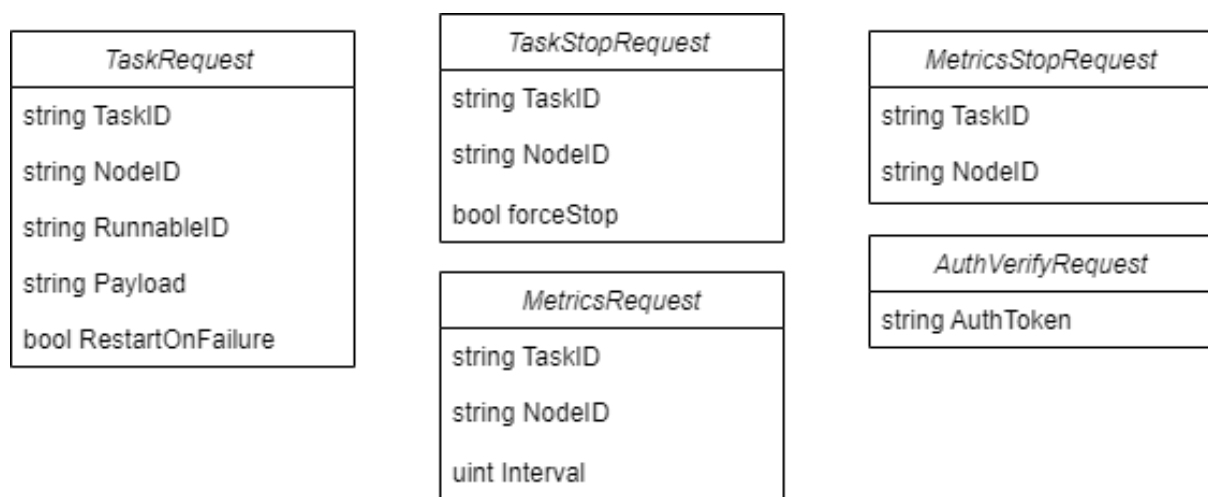 TaskRequest
string TaskID
string NodeID
string RunnableID
string Payload
bool RestartOnFailure
TaskStopRequest
string TaskID
string NodeID
bool forceStop
MetricsRequest
string TaskID
string NodeID
uint Interval
MetricsStopRequest
string TaskID
string NodeID
AuthVerifyRequest
string AuthToken